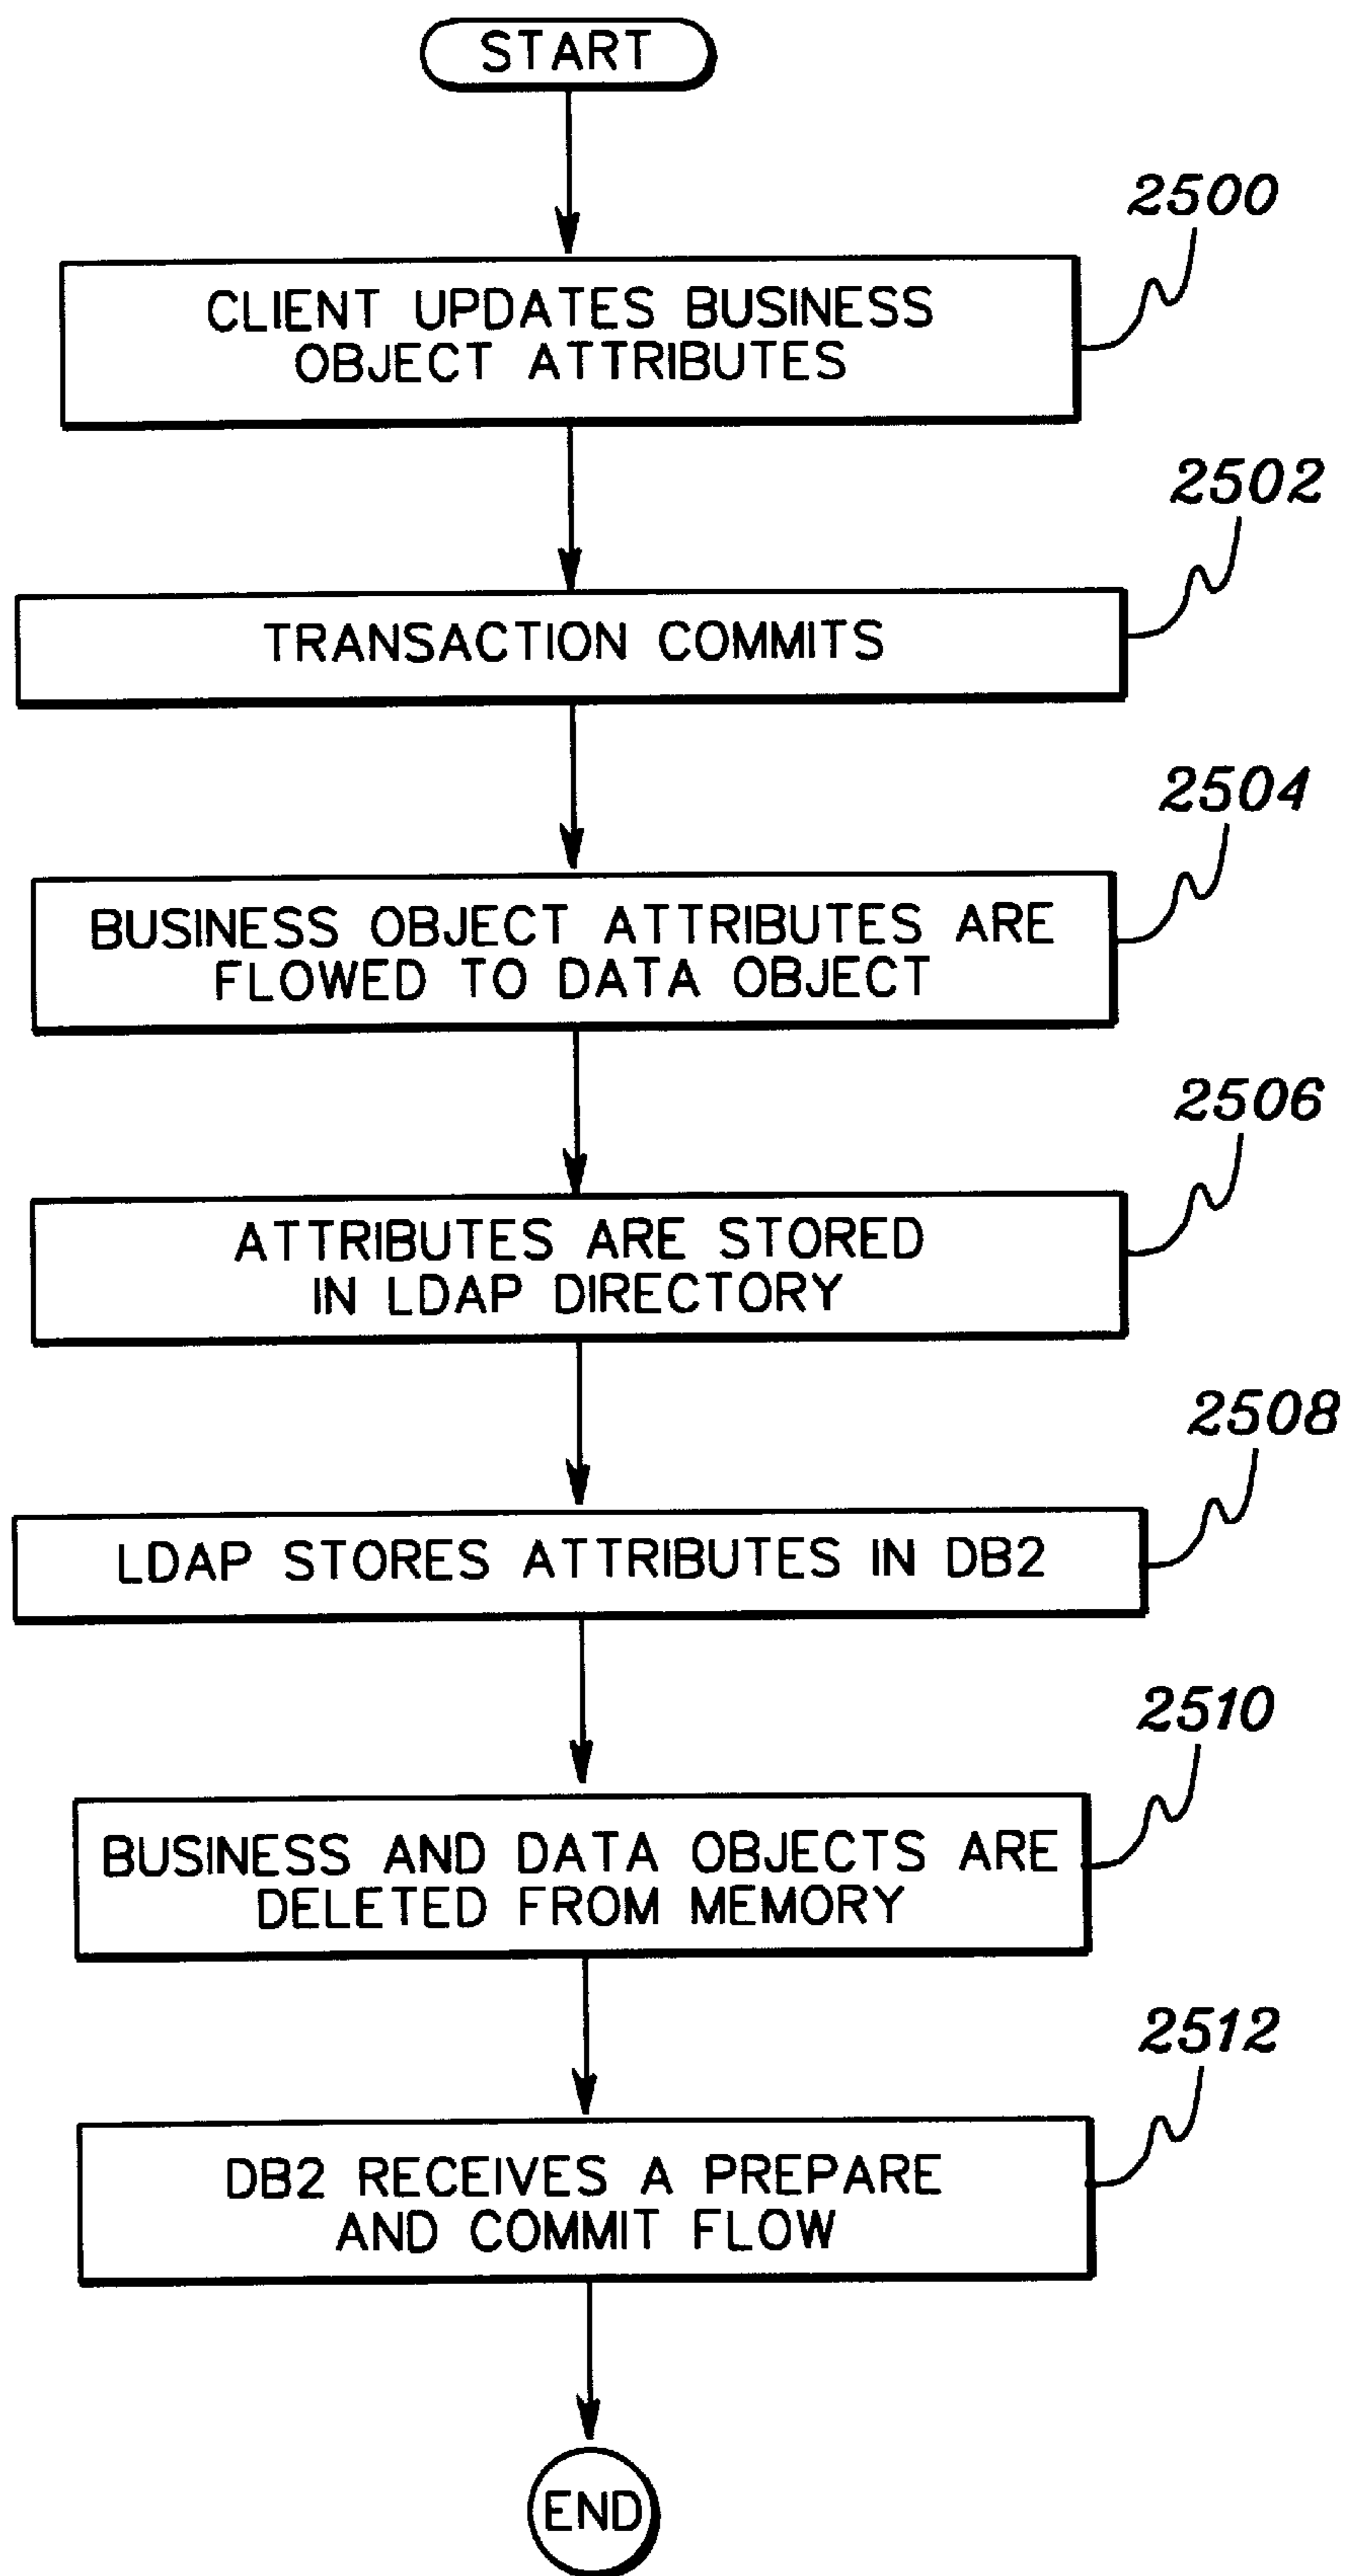 START
2500
CLIENT UPDATES BUSINESS
OBJECT ATTRIBUTES
2502
TRANSACTION COMMITS
2504
BUSINESS OBJECT ATTRIBUTES ARE
FLOWED TO DATA OBJECT
2506
ATTRIBUTES ARE STORED
IN LDAP DIRECTORY
2508
LDAP STORES ATTRIBUTES IN DB2
2510
BUSINESS AND DATA OBJECTS ARE
DELETED FROM MEMORY
2512
DB2 RECEIVES A PREPARE
AND COMMIT FLOW
END